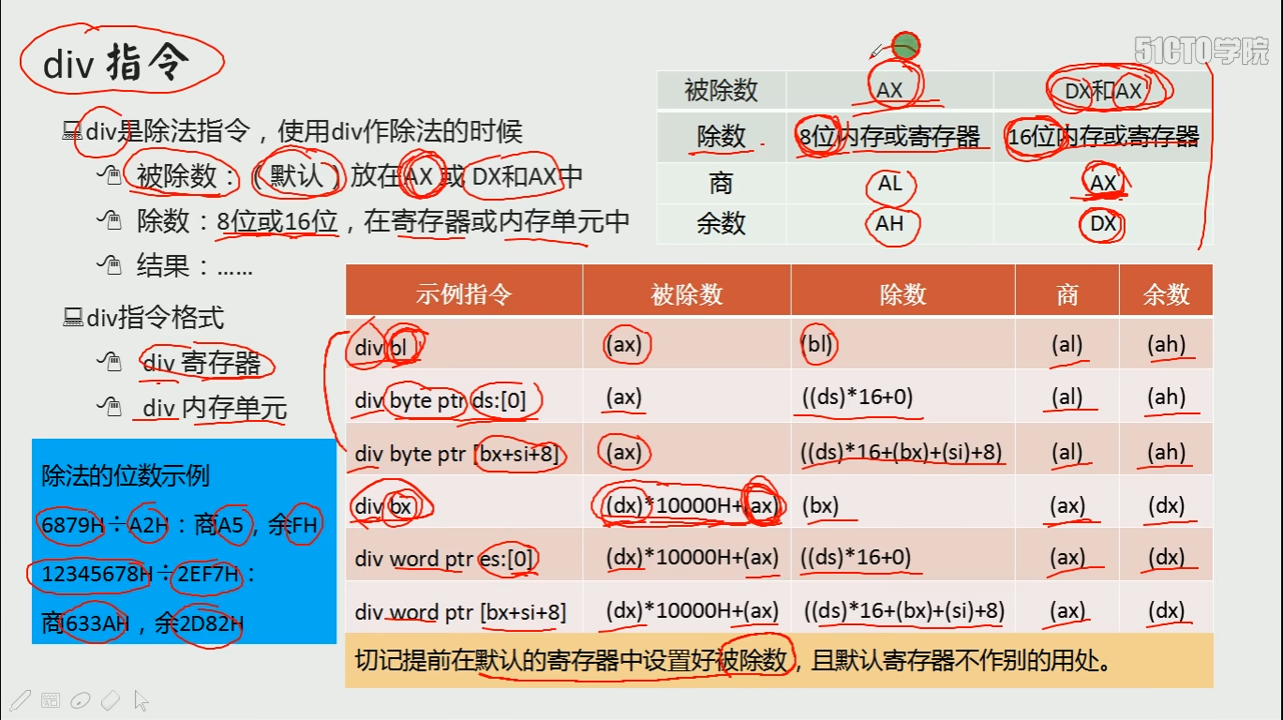 51CTO学院
div 指令
div是除法指令，使用div作除法的时候
被除数：（默认）放在AX 或 DX和AX中
除数：8位或16位，在寄存器或内存单元中
结果：......
div指令格式
div 寄存器
div 内存单元
被除数 AX DX和AX
除数 8位内存或寄存器 16位内存或寄存器
商 AL AX
余数 AH DX
示例指令 被除数 除数 商 余数
div bl (ax) (bl) (al) (ah)
div byte ptr ds:[0] (ax) ((ds)*16+0) (al) (ah)
div byte ptr [bx+si+8] (ax) ((ds)*16+(bx)+(si)+8) (al) (ah)
div bx (dx)*10000H+(ax) (bx) (ax) (dx)
div word ptr es:[0] (dx)*10000H+(ax) ((ds)*16+0) (ax) (dx)
div word ptr [bx+si+8] (dx)*10000H+(ax) ((ds)*16+(bx)+(si)+8) (ax) (dx)
切记提前在默认的寄存器中设置好被除数，且默认寄存器不作别的用处。
除法的位数示例
6879H÷A2H：商A5，余FH
12345678H÷2EF7H：
商633AH，余2D82H